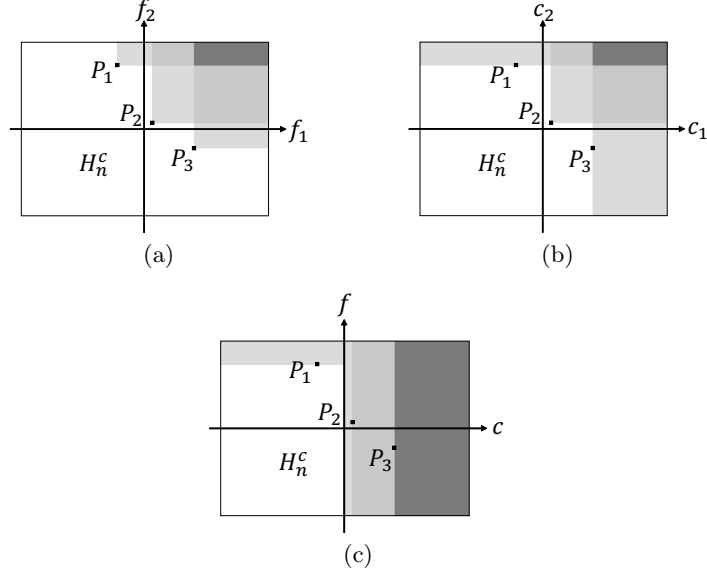 f₂
P₁
P₂
f₁
Hₙᶜ
P₃
(a)
c₂
P₁
P₂
c₁
Hₙᶜ
P₃
(b)
f
P₁
P₂
c
Hₙᶜ
P₃
(c)